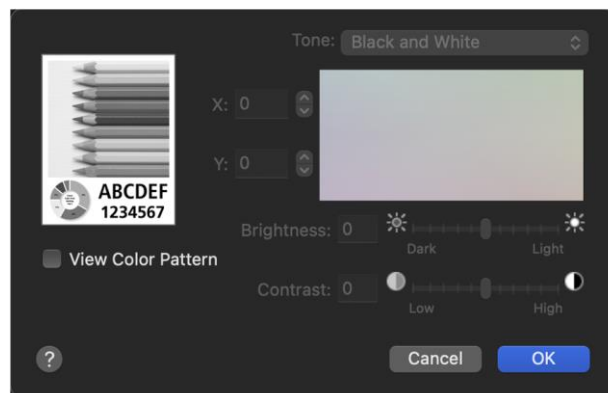 Tone: Black and White
X: 0
Y: 0
ABCDEF
1234567
View Color Pattern
Brightness: 0
Dark Light
Contrast: 0
Low High
? Cancel OK